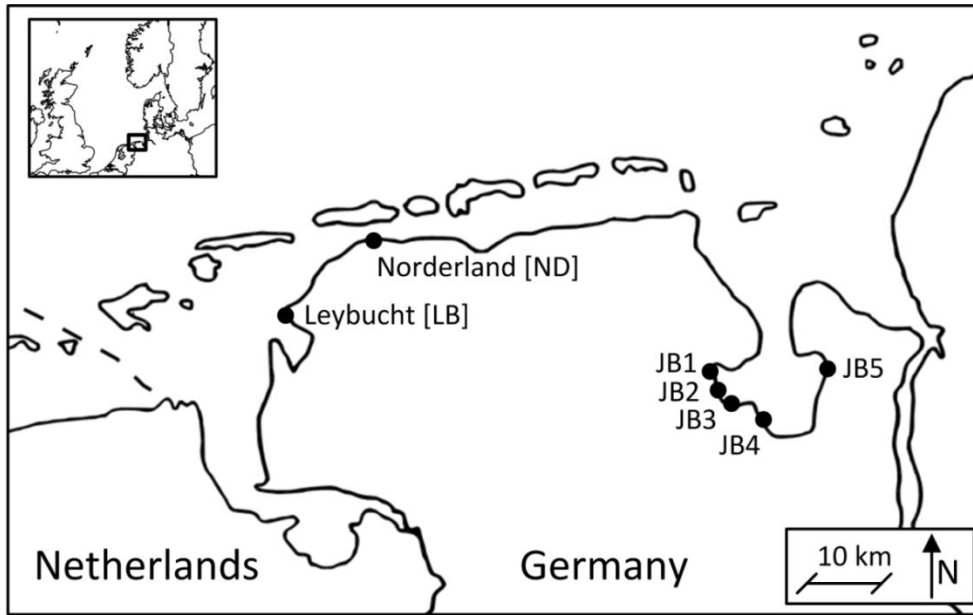 Norderland [ND]
Leybucht [LB]
JB1
JB2
JB3
JB4
JB5
Netherlands
Germany
10 km
N